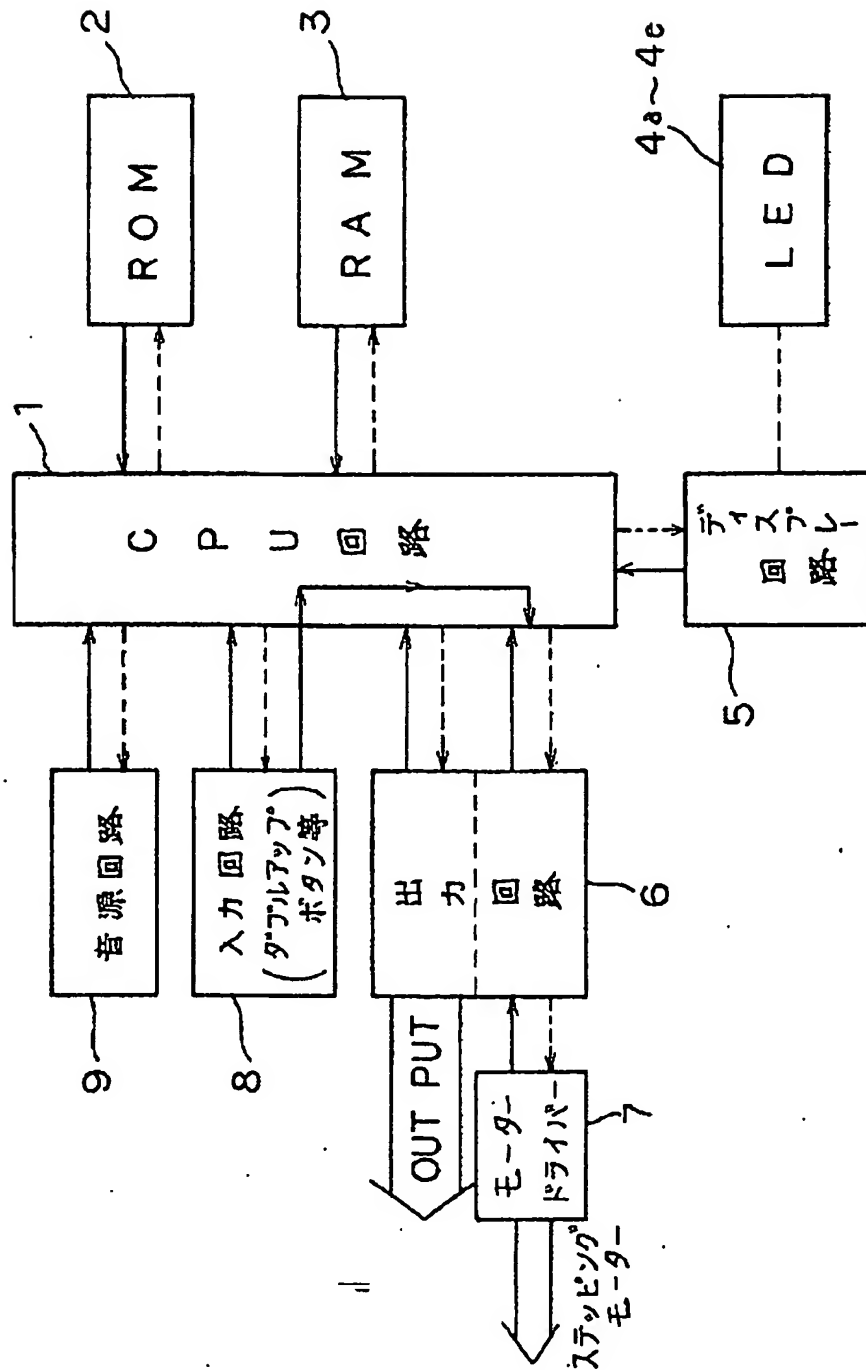 2
ROM
3
RAM
4a～4e
LED
1
CPU回路
ディスプレー
回路
5
音源回路
9
入力回路
(ダブルアップ
ボタン等)
8
出力
回路
6
OUT PUT
モーター
ドライバー
7
ステッピング
モーター